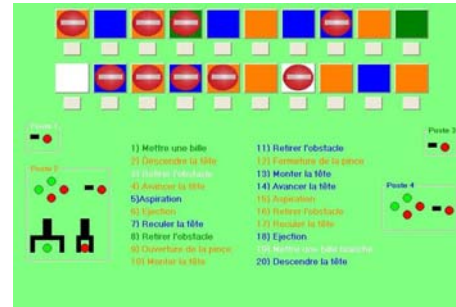 Poste 1
Poste 2
Poste 3
Poste 4
1) Mettre une bille
2) Descendre la tête
3) Retirer l'obstacle
4) Avancer la tête
5)Aspiration
6) Ejection
7) Reculer la tête
8) Retirer l'obstacle
9) Ouverture de la pince
10) Monter la tête
11) Retirer l'obstacle
12) Fermeture de la pince
13) Monter la tête
14) Avancer la tête
15) Aspiration
16) Retirer l'obstacle
17) Reculer la tête
18) Ejection
19) Mettre une bille blanche
20) Descendre la tête